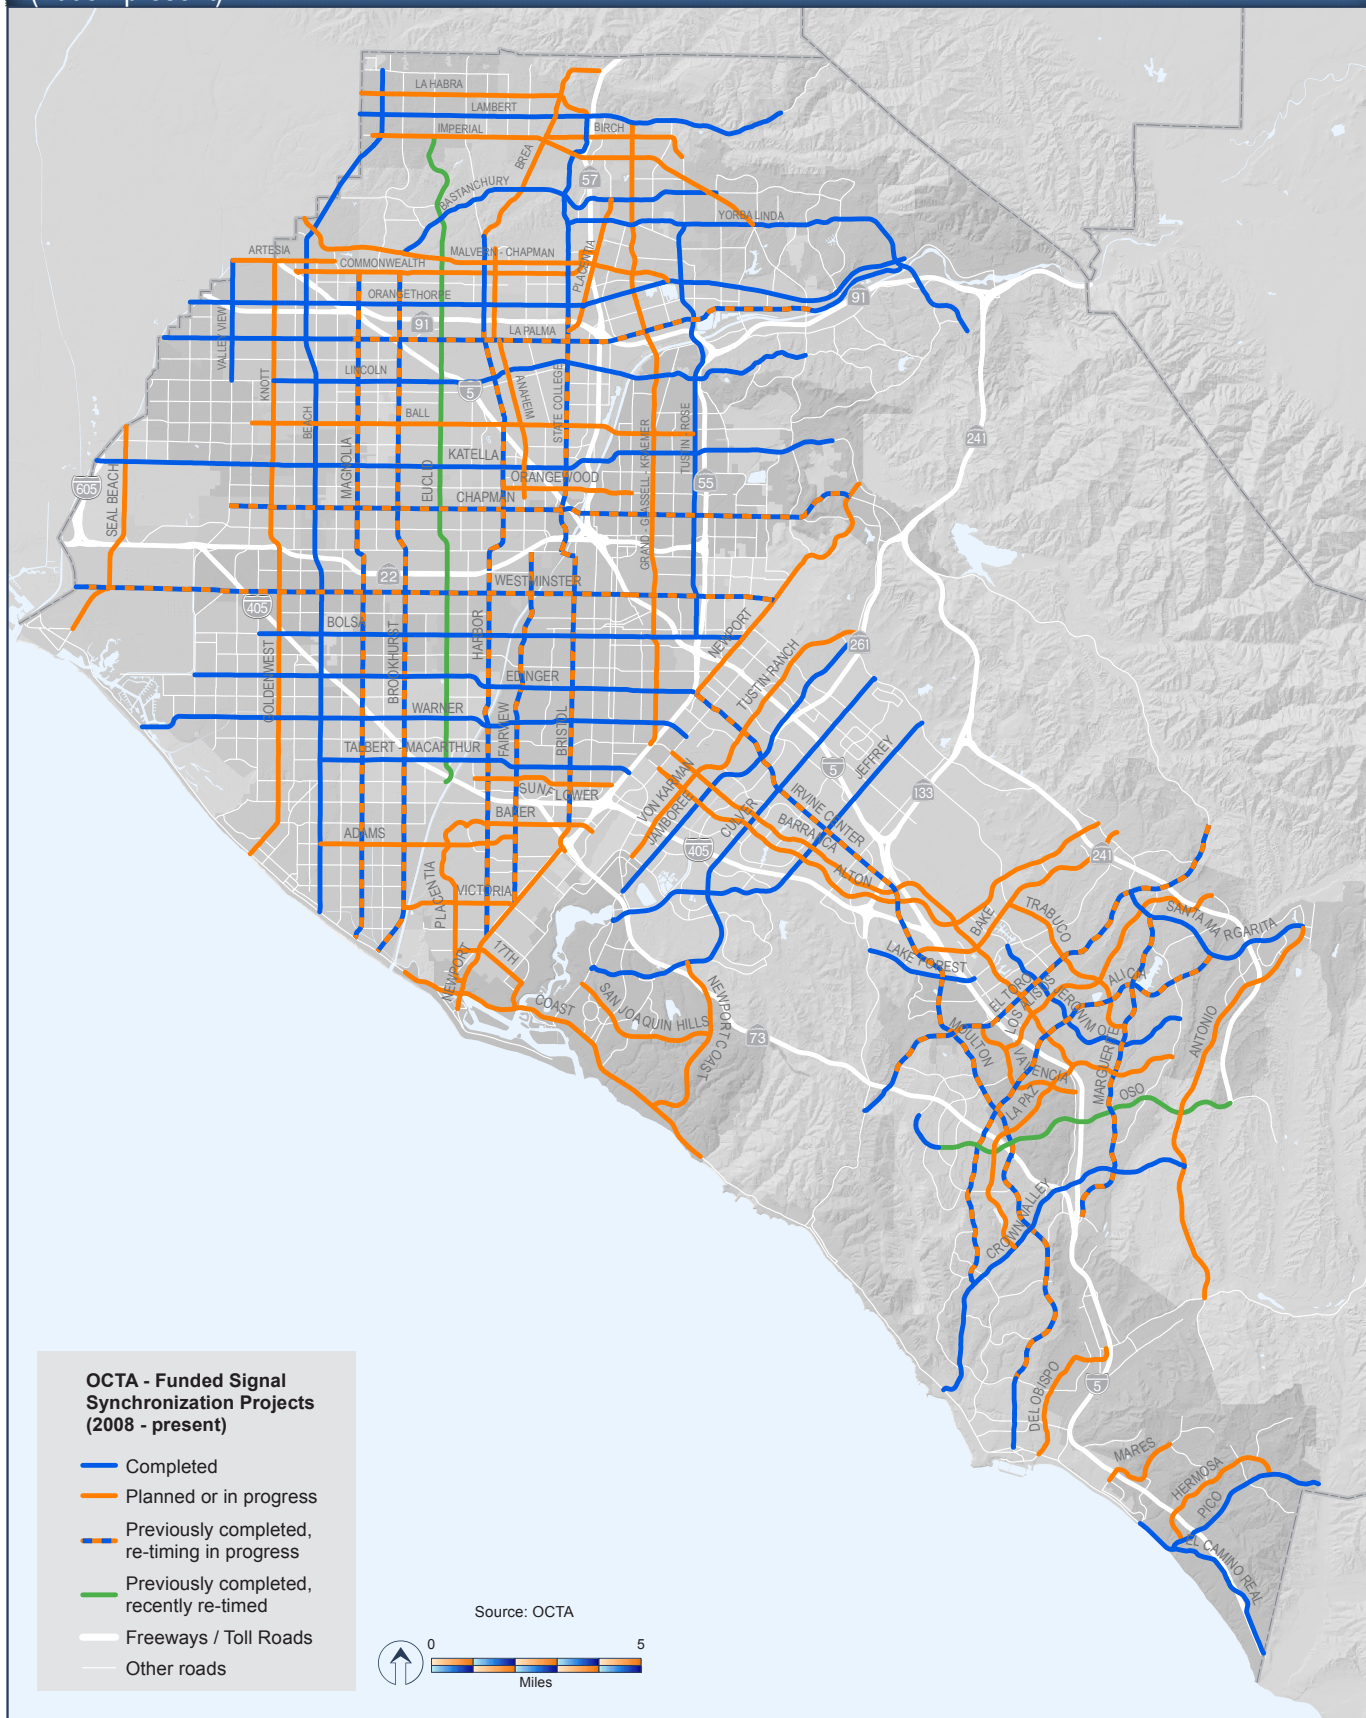 LA HABRA
LAMBERT
IMPERIAL
BIRCH
BREA
57
BASTANCHURY
YORBA LINDA
ARTESIA
MALVERN - CHAPMAN
COMMONWEALTH
PLACENTIA
ORANGETHORPE
91
91
VALLEY VIEW
LA PALMA
LINCOLN
KNOTT
5
ANAHEIM
STATE COLLEGE
BEACH
BALL
TUSTIN - ROSE
241
MAGNOLIA
EUCLID
KATELLA
GRAND - GLASSELL - KRAEMER
605
SEAL BEACH
ORANGEWOOD
55
CHAPMAN
22
WESTMINSTER
405
BOLSA
HARBOR
NEWPORT
261
BROOKHURST
GOLDENWEST
TUSTIN RANCH
EDINGER
WARNER
FAIRVIEW
BRISTOL
TALBERT - MACARTHUR
JEFFREY
5
VON KARMAN
133
SUNFLOWER
JAMBOREE
CULVER
IRVINE CENTER
BAKER
BARRANCA
ADAMS
405
241
ALTON
PLACENTIA
VICTORIA
BAKE
TRABUCO
SANTA MARGARITA
NEWPORT
17TH
LAKE FOREST
ALICIA
EL TORO
LOS ALISOS
JERONIMO
COAST
SAN JOAQUIN HILLS
NEWPORT COAST
73
MOULTON
ANTONIO
MARGUERITE
VALENCIA
LA PAZ
OSO
CROWN VALLEY
DEL OBISPO
5
MARES
HERMOSA
PICO
EL CAMINO REAL
OCTA - Funded Signal
Synchronization Projects
(2008 - present)
Completed
Planned or in progress
Previously completed,
re-timing in progress
Previously completed,
recently re-timed
Freeways / Toll Roads
Other roads
Source: OCTA
0 5
Miles